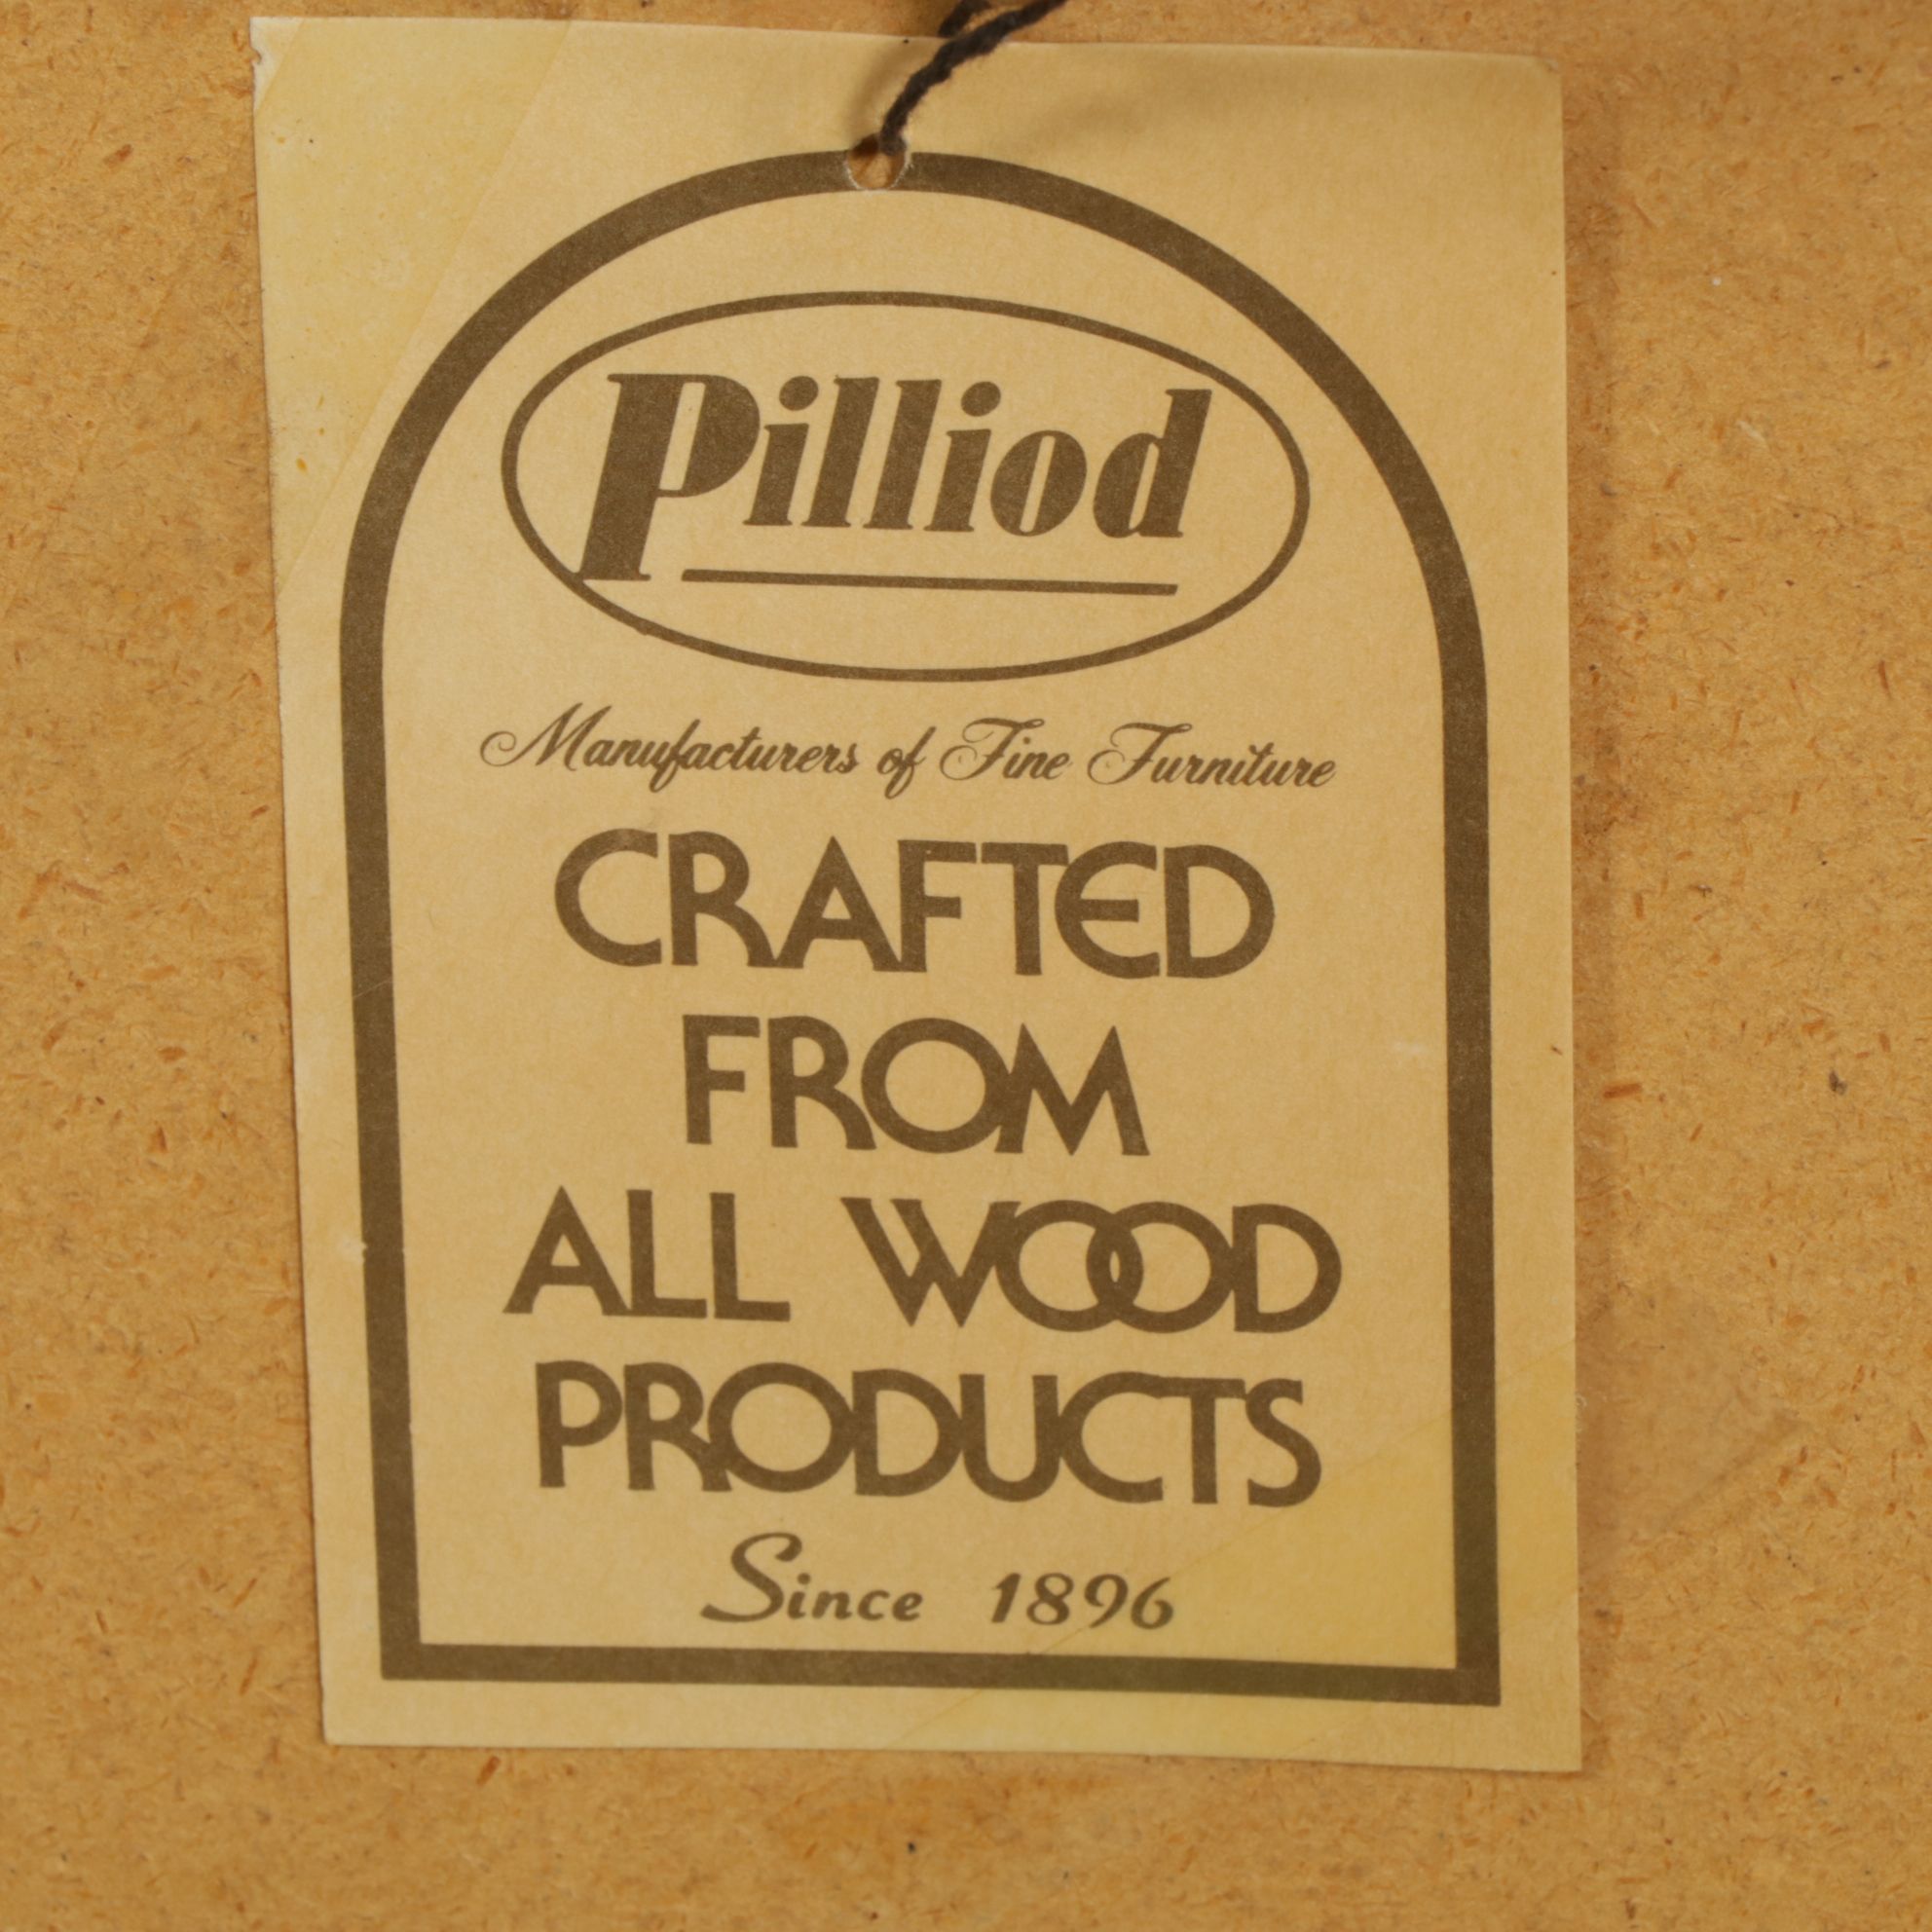 Pilliod
Manufacturers of Fine Furniture
CRAFTED
FROM
ALL WOOD
PRODUCTS
Since 1896